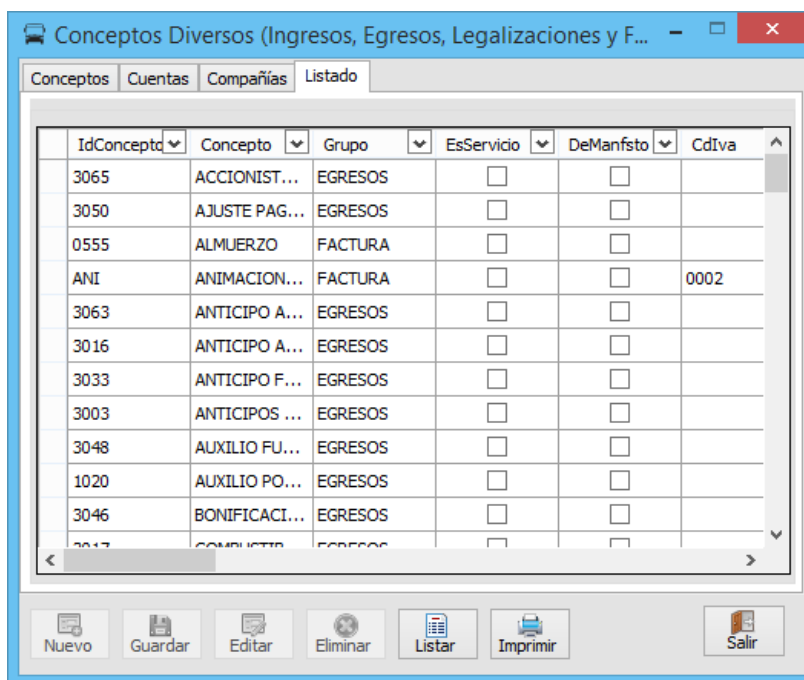 Conceptos Diversos (Ingresos, Egresos, Legalizaciones y F...
Conceptos Cuentas Compañías Listado
IdConcepto Concepto Grupo EsServicio DeManfsto CdIva
3065 ACCIONIST... EGRESOS
3050 AJUSTE PAG... EGRESOS
0555 ALMUERZO FACTURA
ANI ANIMACION... FACTURA 0002
3063 ANTICIPO A... EGRESOS
3016 ANTICIPO A... EGRESOS
3033 ANTICIPO F... EGRESOS
3003 ANTICIPOS ... EGRESOS
3048 AUXILIO FU... EGRESOS
1020 AUXILIO PO... EGRESOS
3046 BONIFICACI... EGRESOS
3017 COMBUSTIB... EGRESOS
Nuevo Guardar Editar Eliminar Listar Imprimir Salir